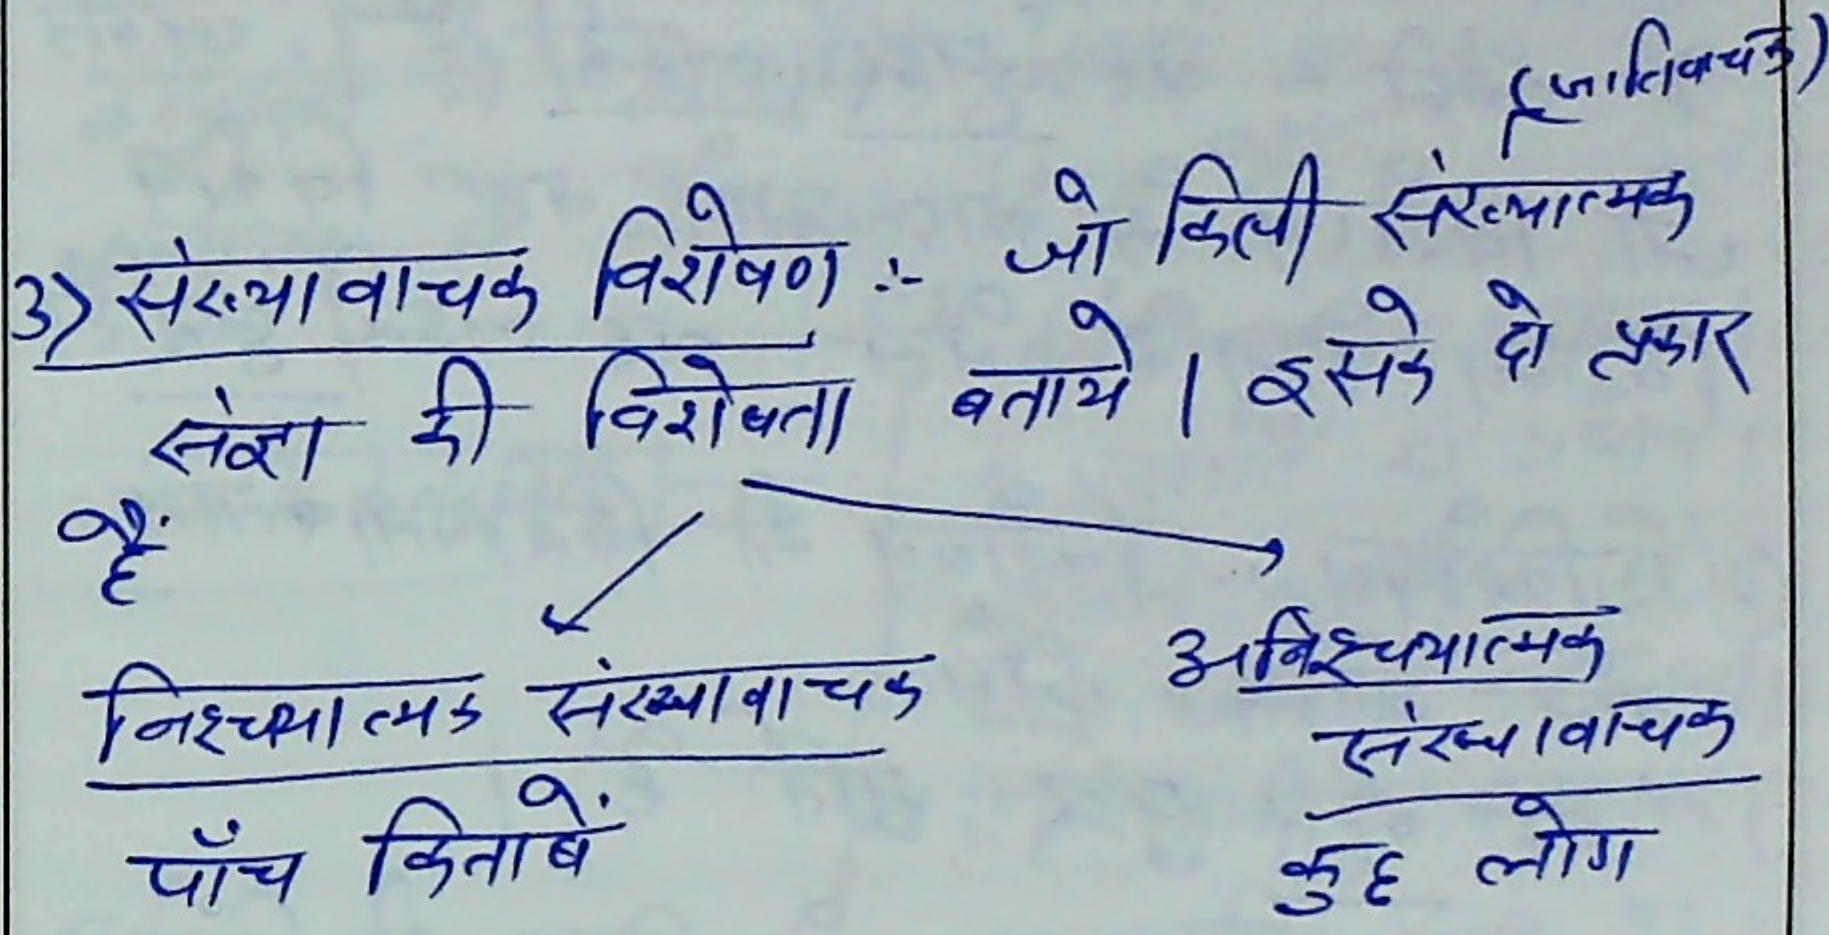 (जातिवाचक)
3) संख्यावाचक विशेषण :- जो किसी संख्यात्मक
संज्ञा की विशेषता बताये। इसके दो प्रकार
हैं
निश्चयात्मक संख्यावाचक
पाँच किताबें
अनिश्चयात्मक
संख्यावाचक
कुछ लोग